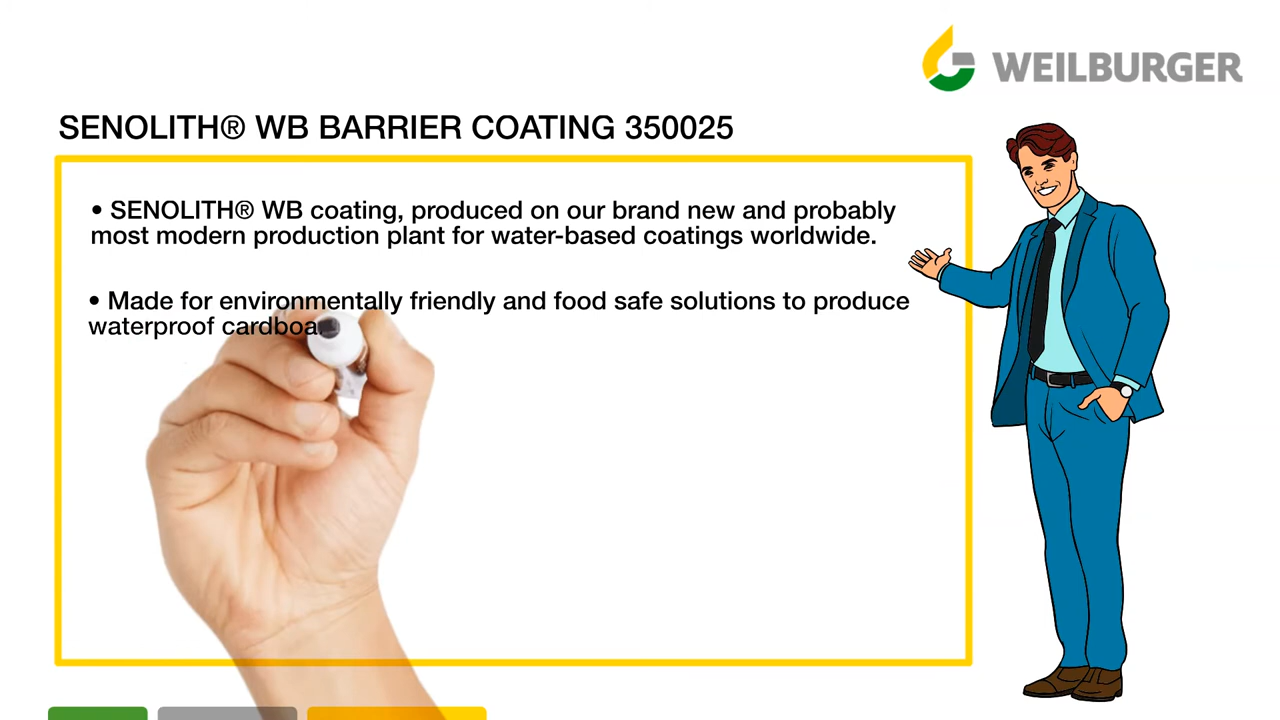 WEILBURGER
SENOLITH® WB BARRIER COATING 350025
• SENOLITH® WB coating, produced on our brand new and probably
most modern production plant for water-based coatings worldwide.
• Made for environmentally friendly and food safe solutions to produce
waterproof cardboa